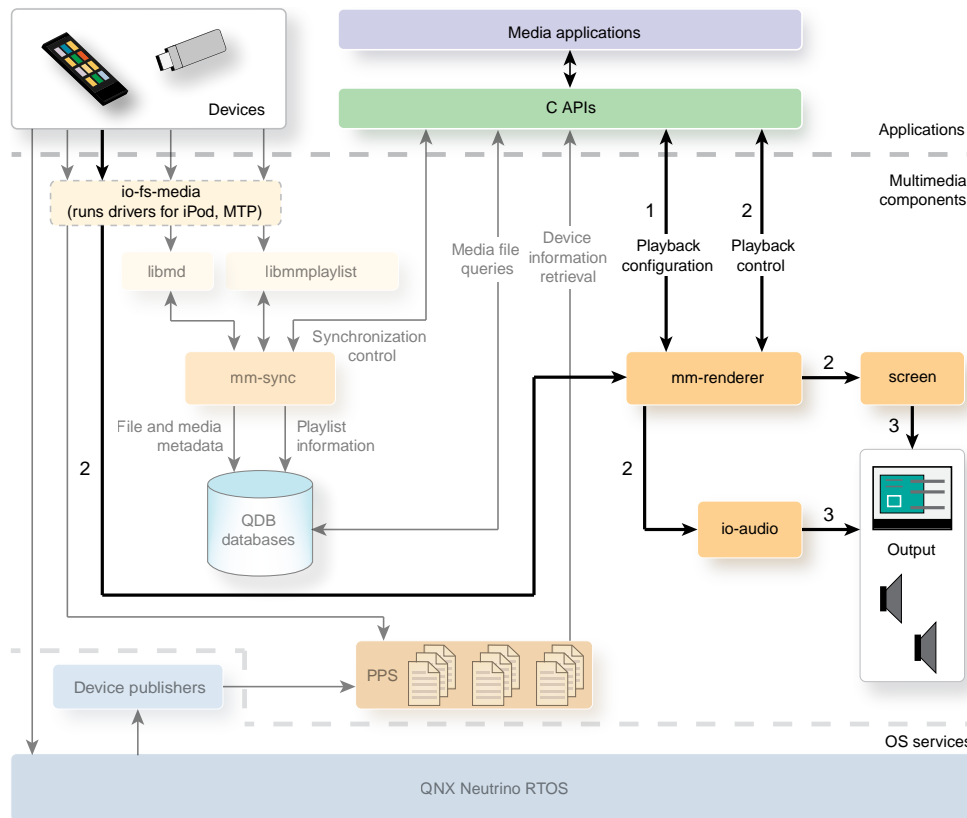 Media applications
Devices
C APIs
Applications
Multimedia
components
io-fs-media
(runs drivers for iPod, MTP)
1
2
Playback
configuration
Playback
control
Media file
queries
Device
information
retrieval
libmd
libmmplaylist
Synchronization
control
mm-sync
mm-renderer
2
screen
File and media
metadata
Playlist
information
3
2
2
QDB
databases
io-audio
3
Output
PPS
Device publishers
OS services
QNX Neutrino RTOS